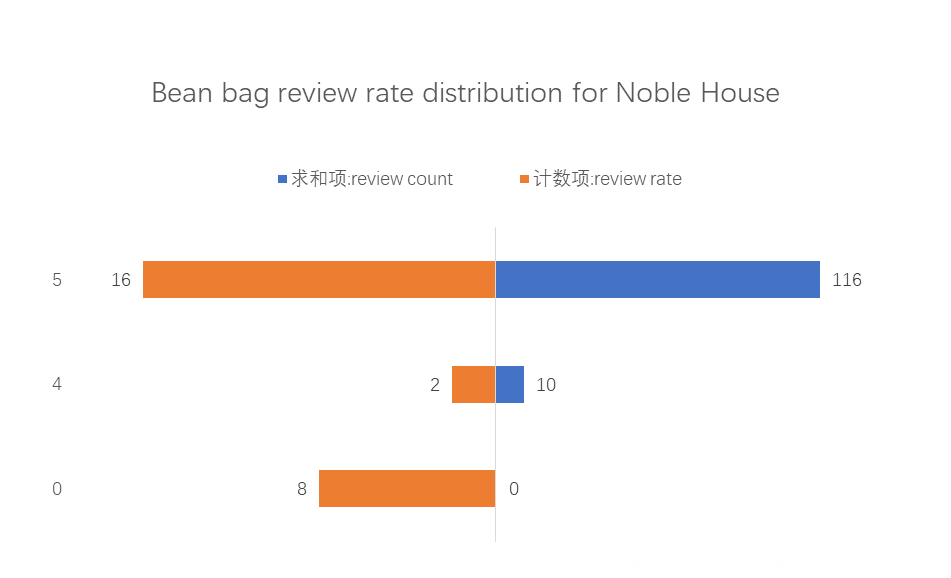 Bean bag review rate distribution for Noble House
求和项:review count 计数项:review rate
5 16 116
4 2 10
0 8 0